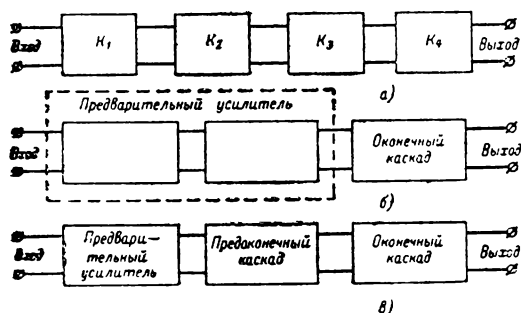 Вход K1 K2 K3 K4 Выход
а)
Предварительный усилитель
Вход Оконечный каскад Выход
б)
Вход Предвари-
тельный
усилитель
Предоконечный
каскад
Оконечный
каскад
Выход
в)